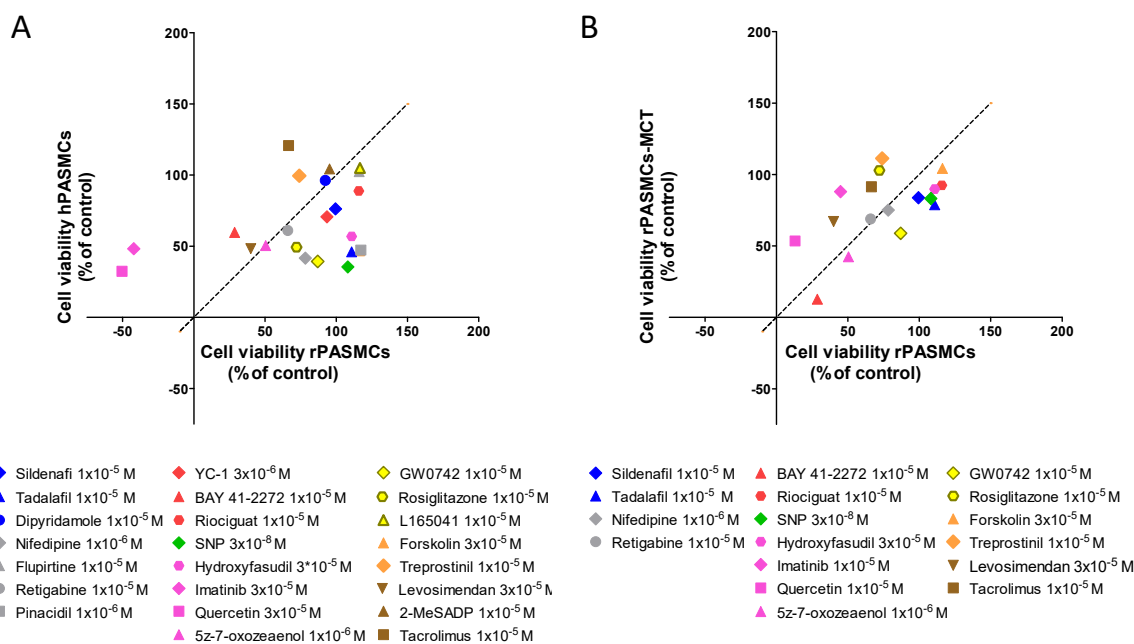 A
B
200
150
100
50
-50
-50
50
100
150
200
Cell viability hPASMCs
(% of control)
Cell viability rPASMCs
(% of control)
200
150
100
50
-50
-50
50
100
150
200
Cell viability rPASMCs-MCT
(% of control)
Cell viability rPASMCs
(% of control)
Sildenafi 1x10⁻⁵ M
Tadalafil 1x10⁻⁵ M
Dipyridamole 1x10⁻⁵ M
Nifedipine 1x10⁻⁶ M
Flupirtine 1x10⁻⁵ M
Retigabine 1x10⁻⁵ M
Pinacidil 1x10⁻⁶ M
YC-1 3x10⁻⁶ M
BAY 41-2272 1x10⁻⁵ M
Riociguat 1x10⁻⁵ M
SNP 3x10⁻⁸ M
Hydroxyfasudil 3*10⁻⁵ M
Imatinib 3x10⁻⁵ M
Quercetin 3x10⁻⁵ M
5z-7-oxozeaenol 1x10⁻⁶ M
GW0742 1x10⁻⁵ M
Rosiglitazone 1x10⁻⁵ M
L165041 1x10⁻⁵ M
Forskolin 3x10⁻⁵ M
Treprostinil 1x10⁻⁵ M
Levosimendan 3x10⁻⁵ M
2-MeSADP 1x10⁻⁵ M
Tacrolimus 1x10⁻⁵ M
Sildenafil 1x10⁻⁵ M
Tadalafil 1x10⁻⁵ M
Nifedipine 1x10⁻⁶ M
Retigabine 1x10⁻⁵ M
BAY 41-2272 1x10⁻⁵ M
Riociguat 1x10⁻⁵ M
SNP 3x10⁻⁸ M
Hydroxyfasudil 3x10⁻⁵ M
Imatinib 1x10⁻⁵ M
Quercetin 1x10⁻⁵ M
5z-7-oxozeaenol 1x10⁻⁶ M
GW0742 1x10⁻⁵ M
Rosiglitazone 1x10⁻⁵ M
Forskolin 3x10⁻⁵ M
Treprostinil 1x10⁻⁵ M
Levosimendan 3x10⁻⁵ M
Tacrolimus 1x10⁻⁵ M